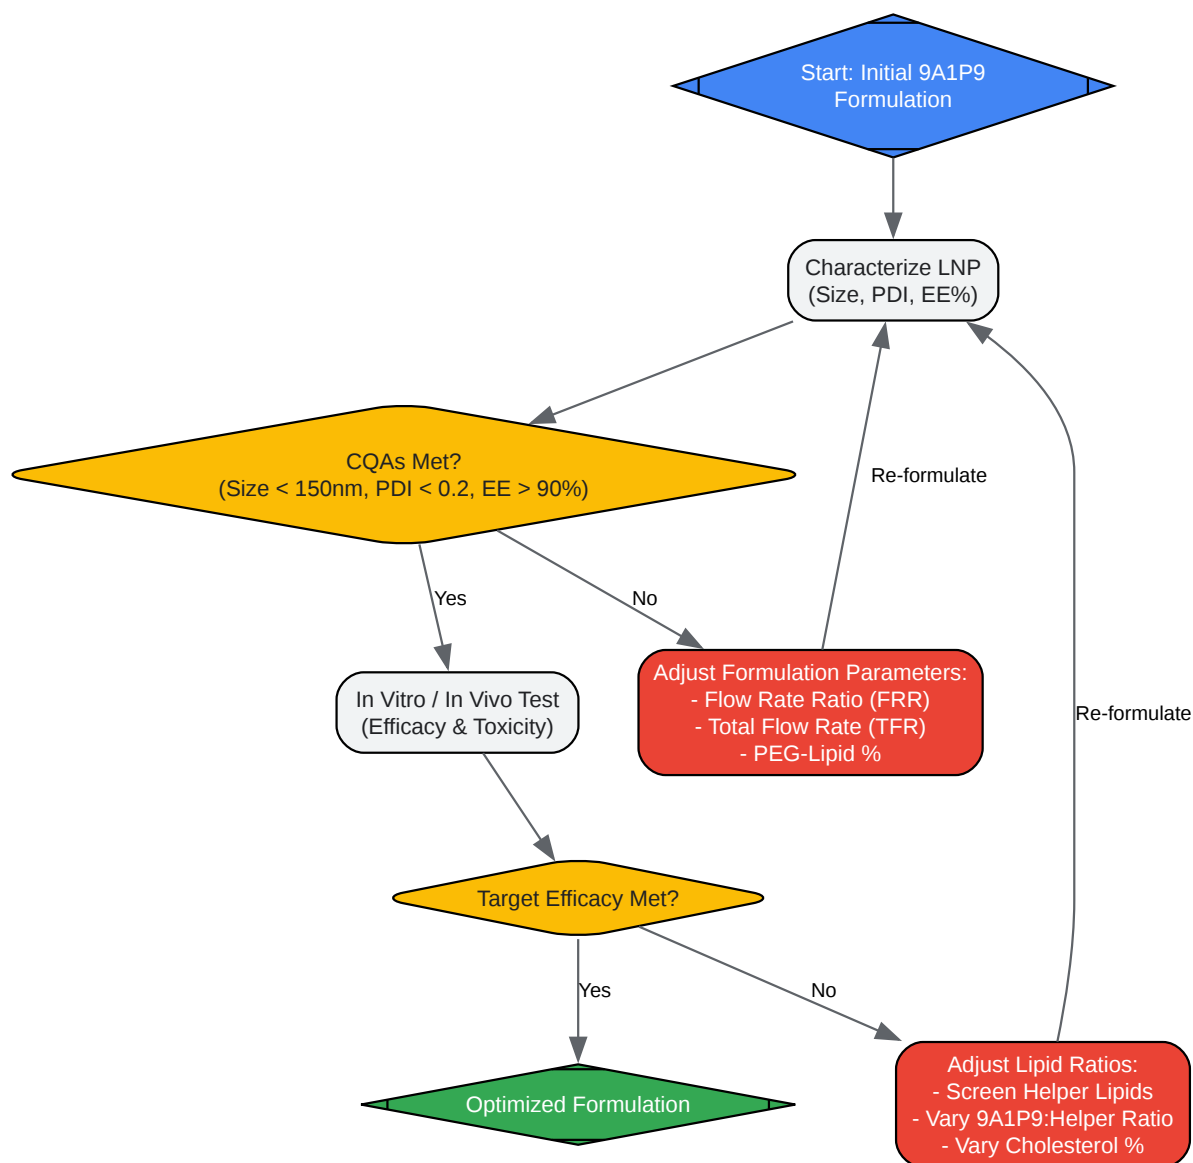 Start: Initial 9A1P9
Formulation
Characterize LNP
(Size, PDI, EE%)
CQAs Met?
(Size < 150nm, PDI < 0.2, EE > 90%)
Re-formulate
Yes
No
In Vitro / In Vivo Test
(Efficacy & Toxicity)
Adjust Formulation Parameters:
- Flow Rate Ratio (FRR)
- Total Flow Rate (TFR)
- PEG-Lipid %
Re-formulate
Target Efficacy Met?
Yes
No
Optimized Formulation
Adjust Lipid Ratios:
- Screen Helper Lipids
- Vary 9A1P9:Helper Ratio
- Vary Cholesterol %